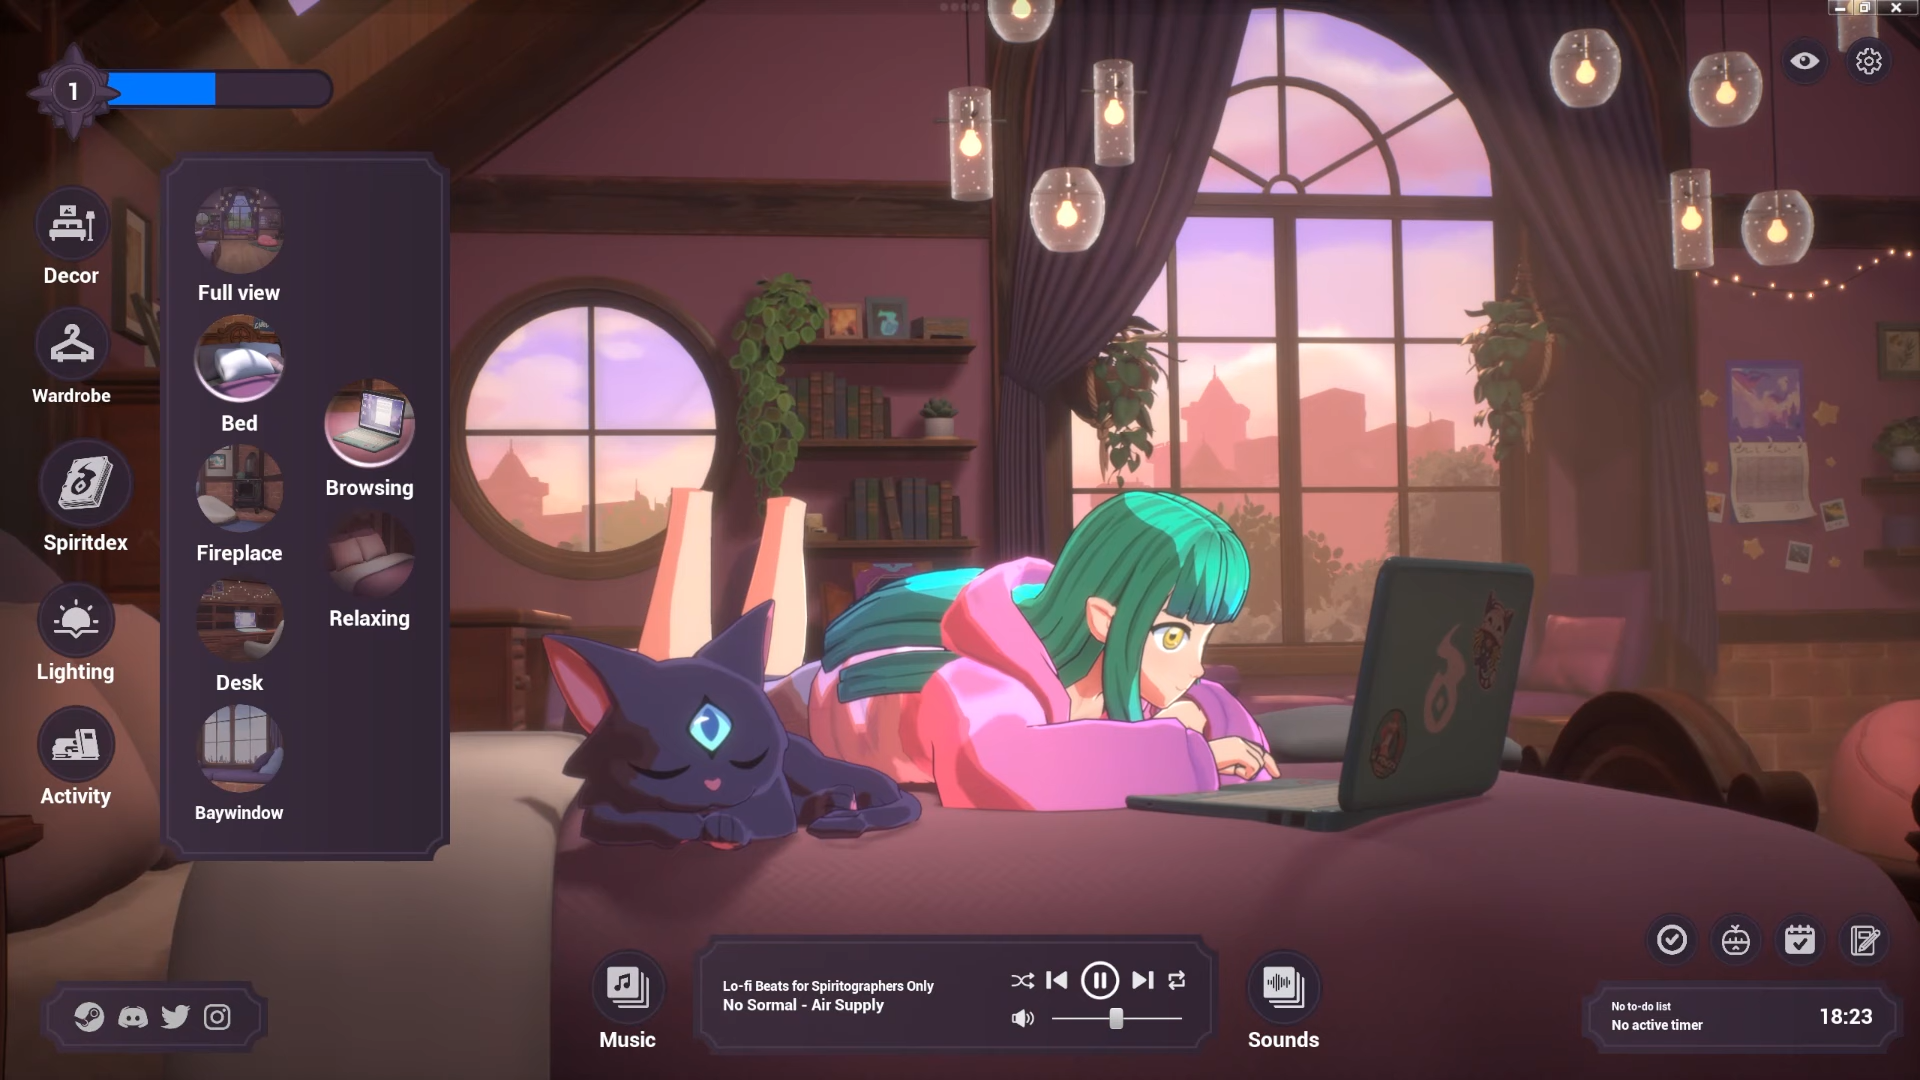 1
Decor
Wardrobe
Spiritdex
Lighting
Activity
Full view
Bed
Fireplace
Desk
Baywindow
Browsing
Relaxing
Music
Lo-fi Beats for Spiritographers Only
No Sormal - Air Supply
Sounds
No to-do list
No active timer
18:23